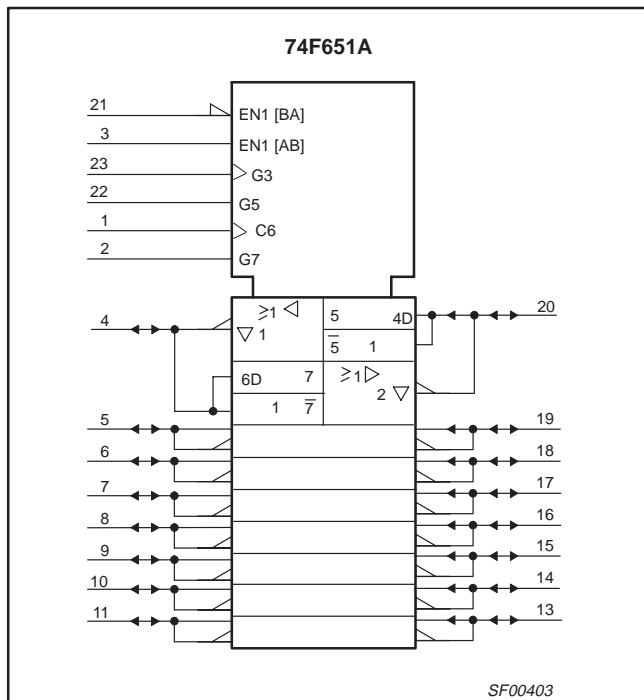 74F651A
21 EN1 [BA]
3 EN1 [AB]
23 G3
22 G5
1 C6
2 G7
4 ≥1 ◁ 5 4D 20
▽ 1 5̅ 1
6D 7 ≥1 ▷
1 7̅ 2 ▽
5 19
6 18
7 17
8 16
9 15
10 14
11 13
SF00403